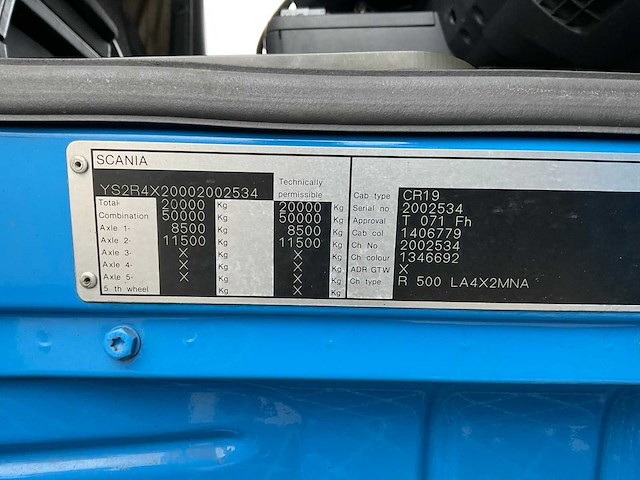 SCANIA
YS2R4X20002002534
Technically
permissible
Total- 20000 Kg 20000 Kg
Combination 50000 Kg 50000 Kg
Axle 1- 8500 Kg 8500 Kg
Axle 2- 11500 Kg 11500 Kg
Axle 3- X Kg X Kg
Axle 4- X Kg X Kg
Axle 5- X Kg X Kg
5 th wheel X Kg X Kg
Cab type CR19
Serial no 2002534
Approval T 071 Fh
Cab col 1406779
Ch No 2002534
Ch colour 1346692
ADR GTW X
Ch type R 500 LA4X2MNA